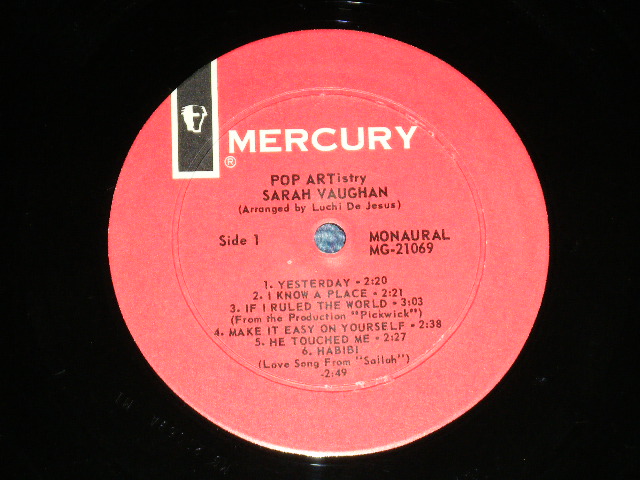 MERCURY
®
POP ARTistry
SARAH VAUGHAN
(Arranged by Luchi De Jesus)
Side 1
MONAURAL
MG-21069
1. YESTERDAY - 2:20
2. I KNOW A PLACE - 2:21
3. IF I RULED THE WORLD - 3:03
(From the Production "Pickwick")
4. MAKE IT EASY ON YOURSELF - 2:38
5. HE TOUCHED ME - 2:27
6. HABIBI
(Love Song From "Sallah")
-2:49